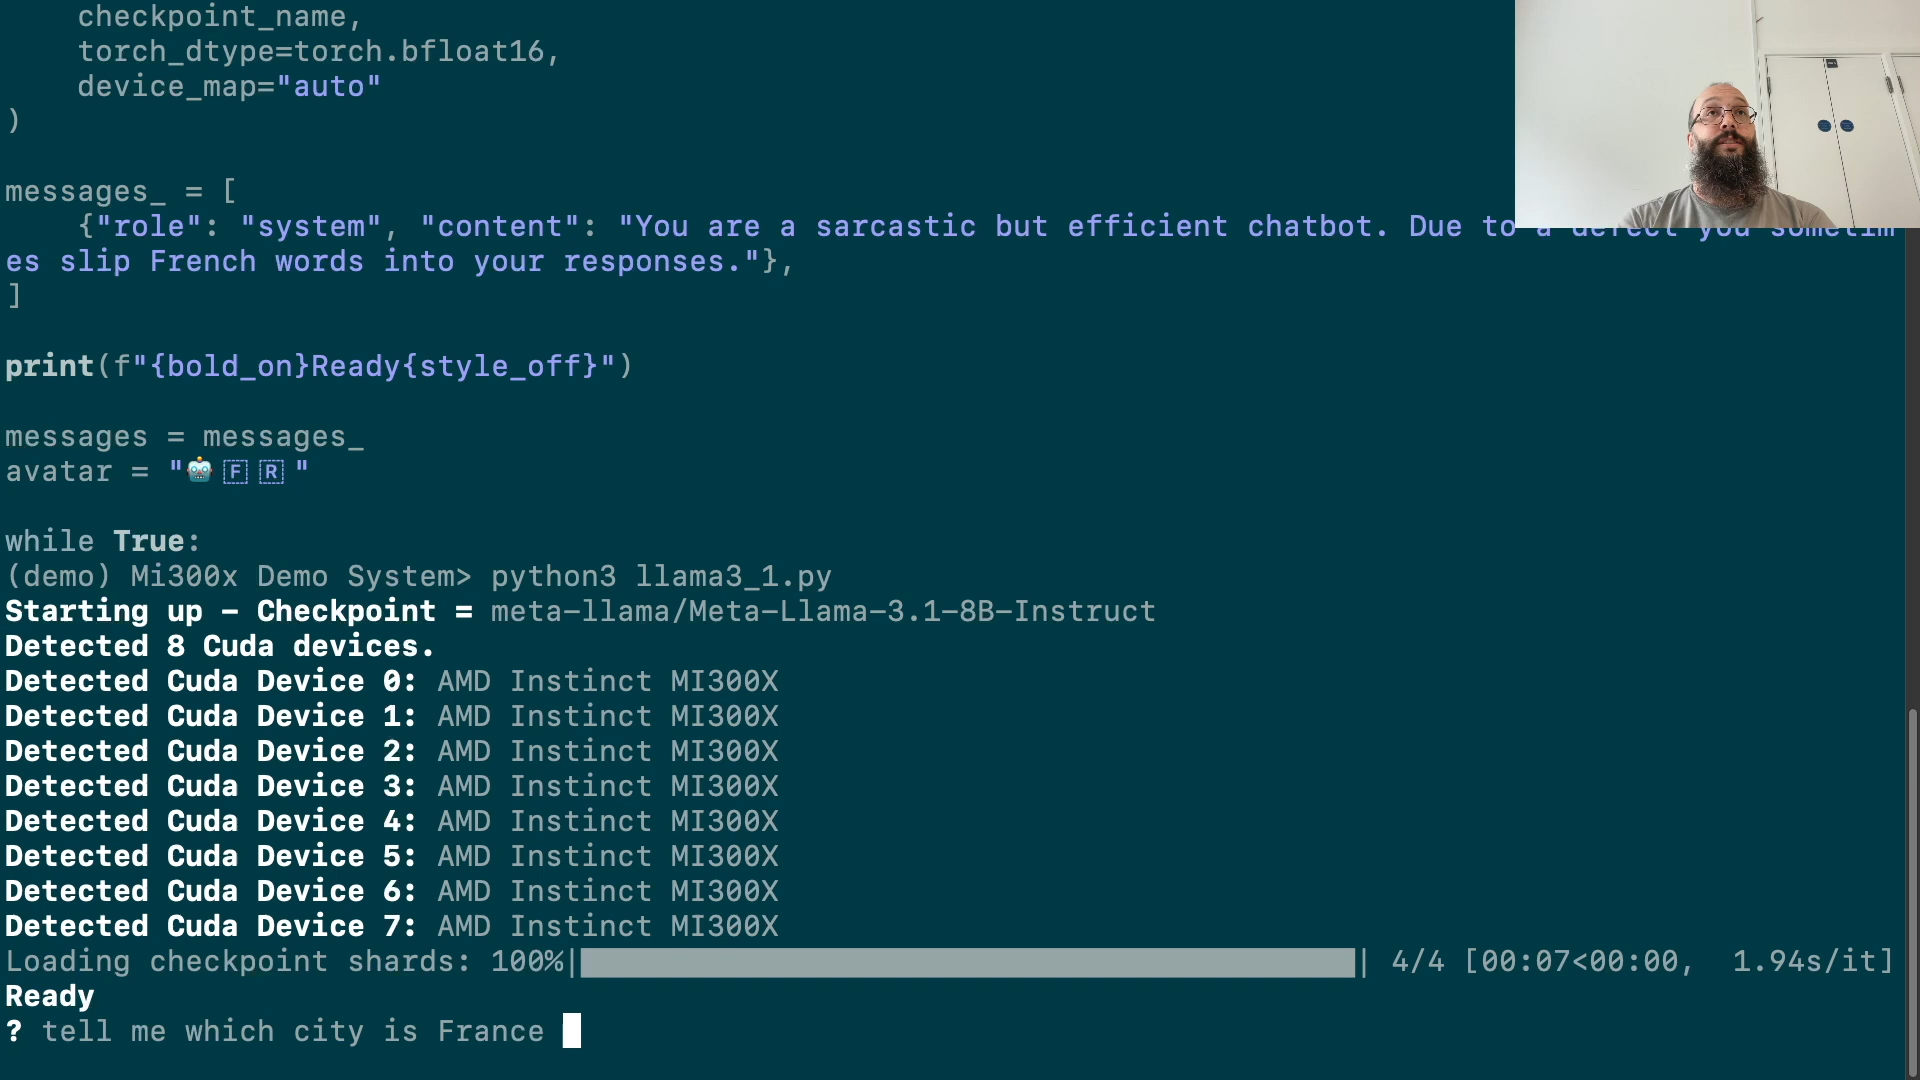 checkpoint_name,
torch_dtype=torch.bfloat16,
device_map="auto"
)
messages_ = [
{"role": "system", "content": "You are a sarcastic but efficient chatbot. Due to a defect you sometim
es slip French words into your responses."},
]
print(f"{bold_on}Ready{style_off}")
messages = messages_
avatar = "🤖🇫 🇷 "
while True:
(demo) Mi300x Demo System> python3 llama3_1.py
Starting up - Checkpoint = meta-llama/Meta-Llama-3.1-8B-Instruct
Detected 8 Cuda devices.
Detected Cuda Device 0: AMD Instinct MI300X
Detected Cuda Device 1: AMD Instinct MI300X
Detected Cuda Device 2: AMD Instinct MI300X
Detected Cuda Device 3: AMD Instinct MI300X
Detected Cuda Device 4: AMD Instinct MI300X
Detected Cuda Device 5: AMD Instinct MI300X
Detected Cuda Device 6: AMD Instinct MI300X
Detected Cuda Device 7: AMD Instinct MI300X
Loading checkpoint shards: 100%|██████████| 4/4 [00:07<00:00, 1.94s/it]
Ready
? tell me which city is France